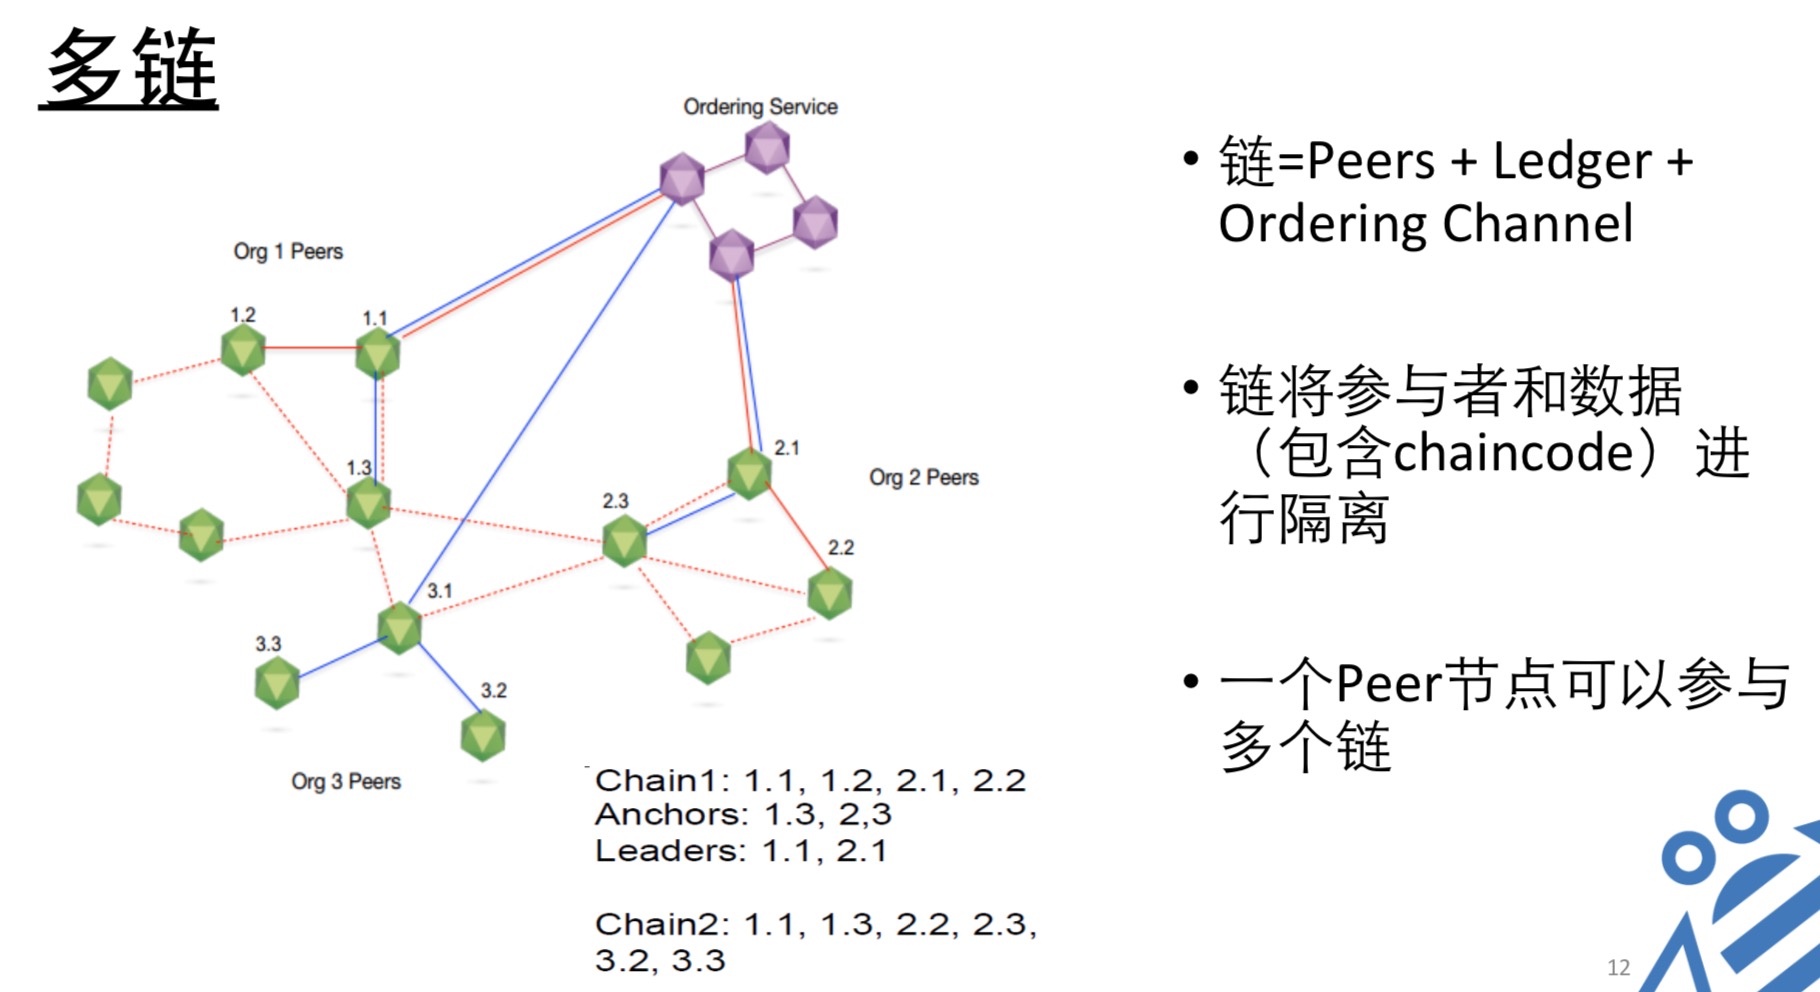 多链
Ordering Service
Org 1 Peers
1.2
1.1
1.3
2.1
Org 2 Peers
2.3
2.2
3.1
3.3
3.2
Org 3 Peers
Chain1: 1.1, 1.2, 2.1, 2.2
Anchors: 1.3, 2,3
Leaders: 1.1, 2.1
Chain2: 1.1, 1.3, 2.2, 2.3,
3.2, 3.3
• 链=Peers + Ledger +
Ordering Channel
• 链将参与者和数据
（包含chaincode）进
行隔离
• 一个Peer节点可以参与
多个链
12